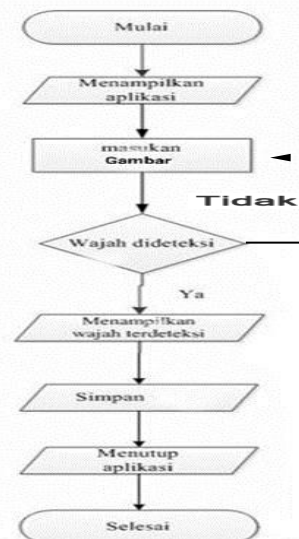 Mulai
Menampilkan
aplikasi
masukan
Gambar
Tidak
Wajah dideteksi
Ya
Menampilkan
wajah terdeteksi
Simpan
Menutup
aplikasi
Selesai